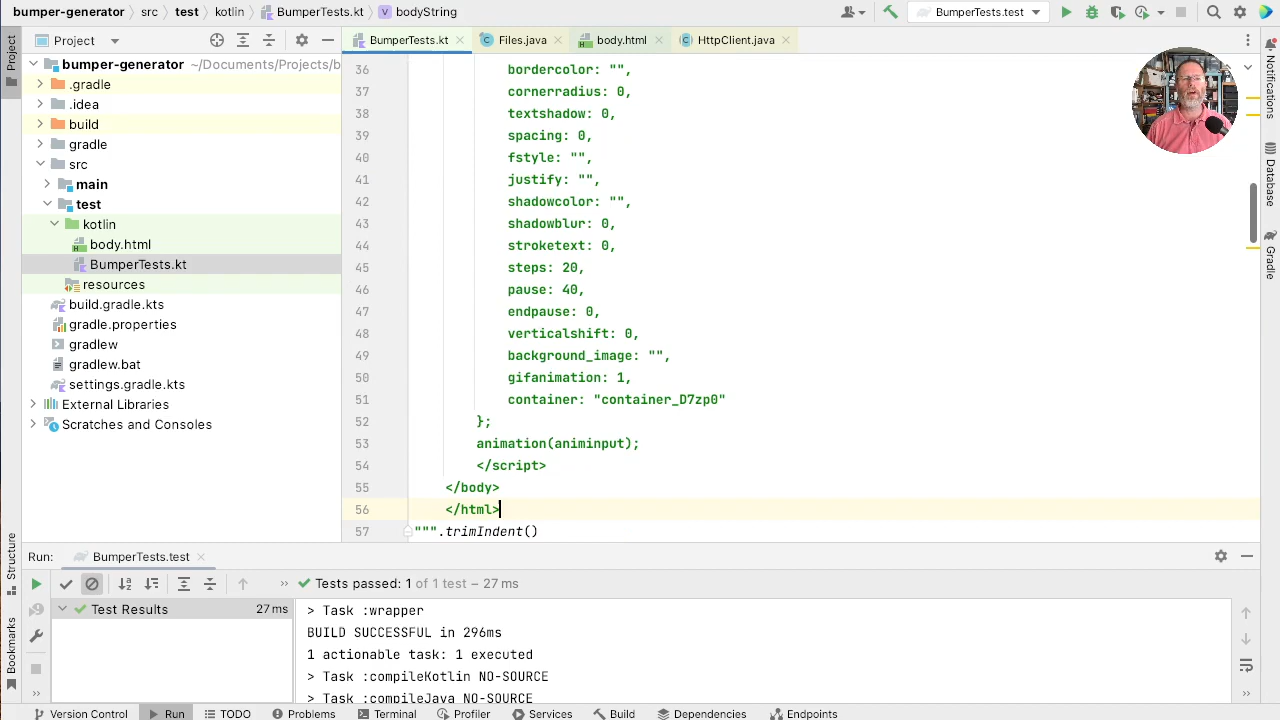 bumper-generator
src
test
kotlin
BumperTests.kt
bodyString
BumperTests.test
Project
Project
bumper-generator ~/Documents/Projects/b
.gradle
.idea
build
gradle
src
main
test
kotlin
body.html
BumperTests.kt
resources
build.gradle.kts
gradle.properties
gradlew
gradlew.bat
settings.gradle.kts
External Libraries
Scratches and Consoles
BumperTests.kt
Files.java
body.html
HttpClient.java
36 bordercolor: "",
37 cornerradius: 0,
38 textshadow: 0,
39 spacing: 0,
40 fstyle: "",
41 justify: "",
42 shadowcolor: "",
43 shadowblur: 0,
44 stroketext: 0,
45 steps: 20,
46 pause: 40,
47 endpause: 0,
48 verticalshift: 0,
49 background_image: "",
50 gifanimation: 1,
51 container: "container_D7zp0"
52 };
53 animation(animinput);
54 </script>
55 </body>
56 </html>
57 """.trimIndent()
Notifications
Database
Gradle
Structure
Bookmarks
Run:
BumperTests.test
Tests passed: 1 of 1 test – 27 ms
Test Results 27 ms
> Task :wrapper
BUILD SUCCESSFUL in 296ms
1 actionable task: 1 executed
> Task :compileKotlin NO-SOURCE
> Task :compileJava NO-SOURCE
Version Control
Run
TODO
Problems
Terminal
Profiler
Services
Build
Dependencies
Endpoints